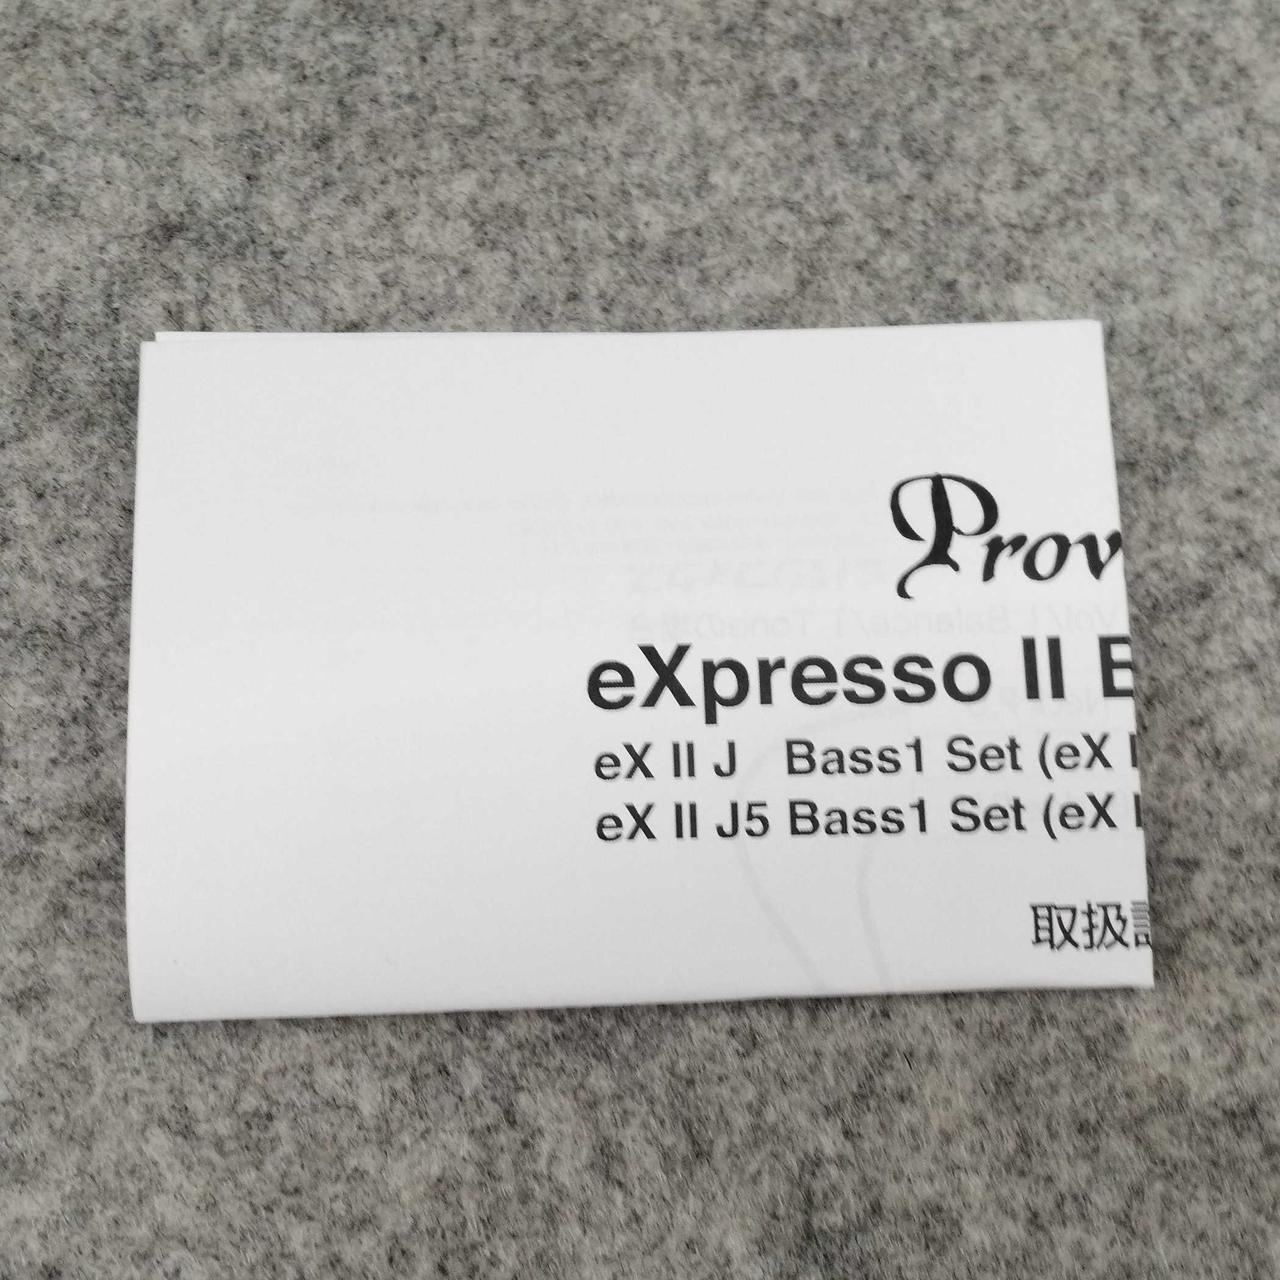 Prov
eXpresso II B
eX II J Bass1 Set (eX I
eX II J5 Bass1 Set (eX I
取扱